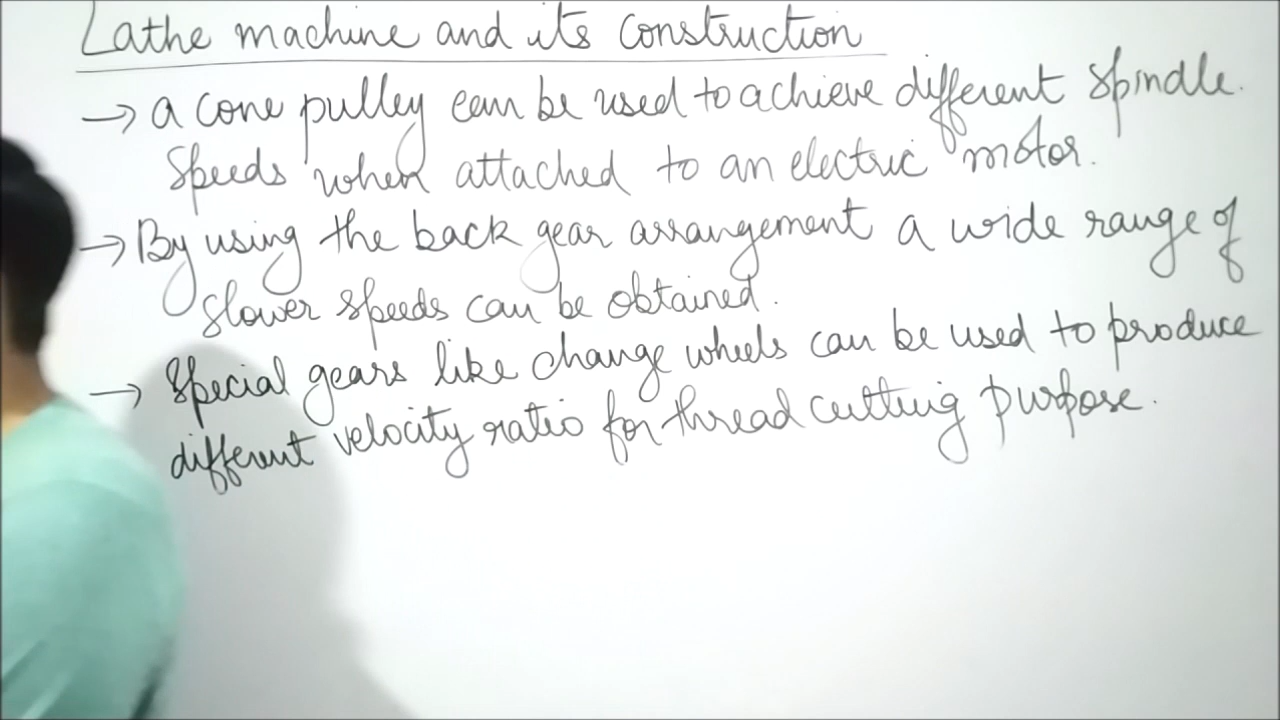 Lathe machine and its construction
→ a cone pulley can be used to achieve different spindle.
speeds when attached to an electric motor.
→ By using the back gear arrangement a wide range of
slower speeds can be obtained.
→ Special gears like change wheels can be used to produce
different velocity ratio for thread cutting purpose.